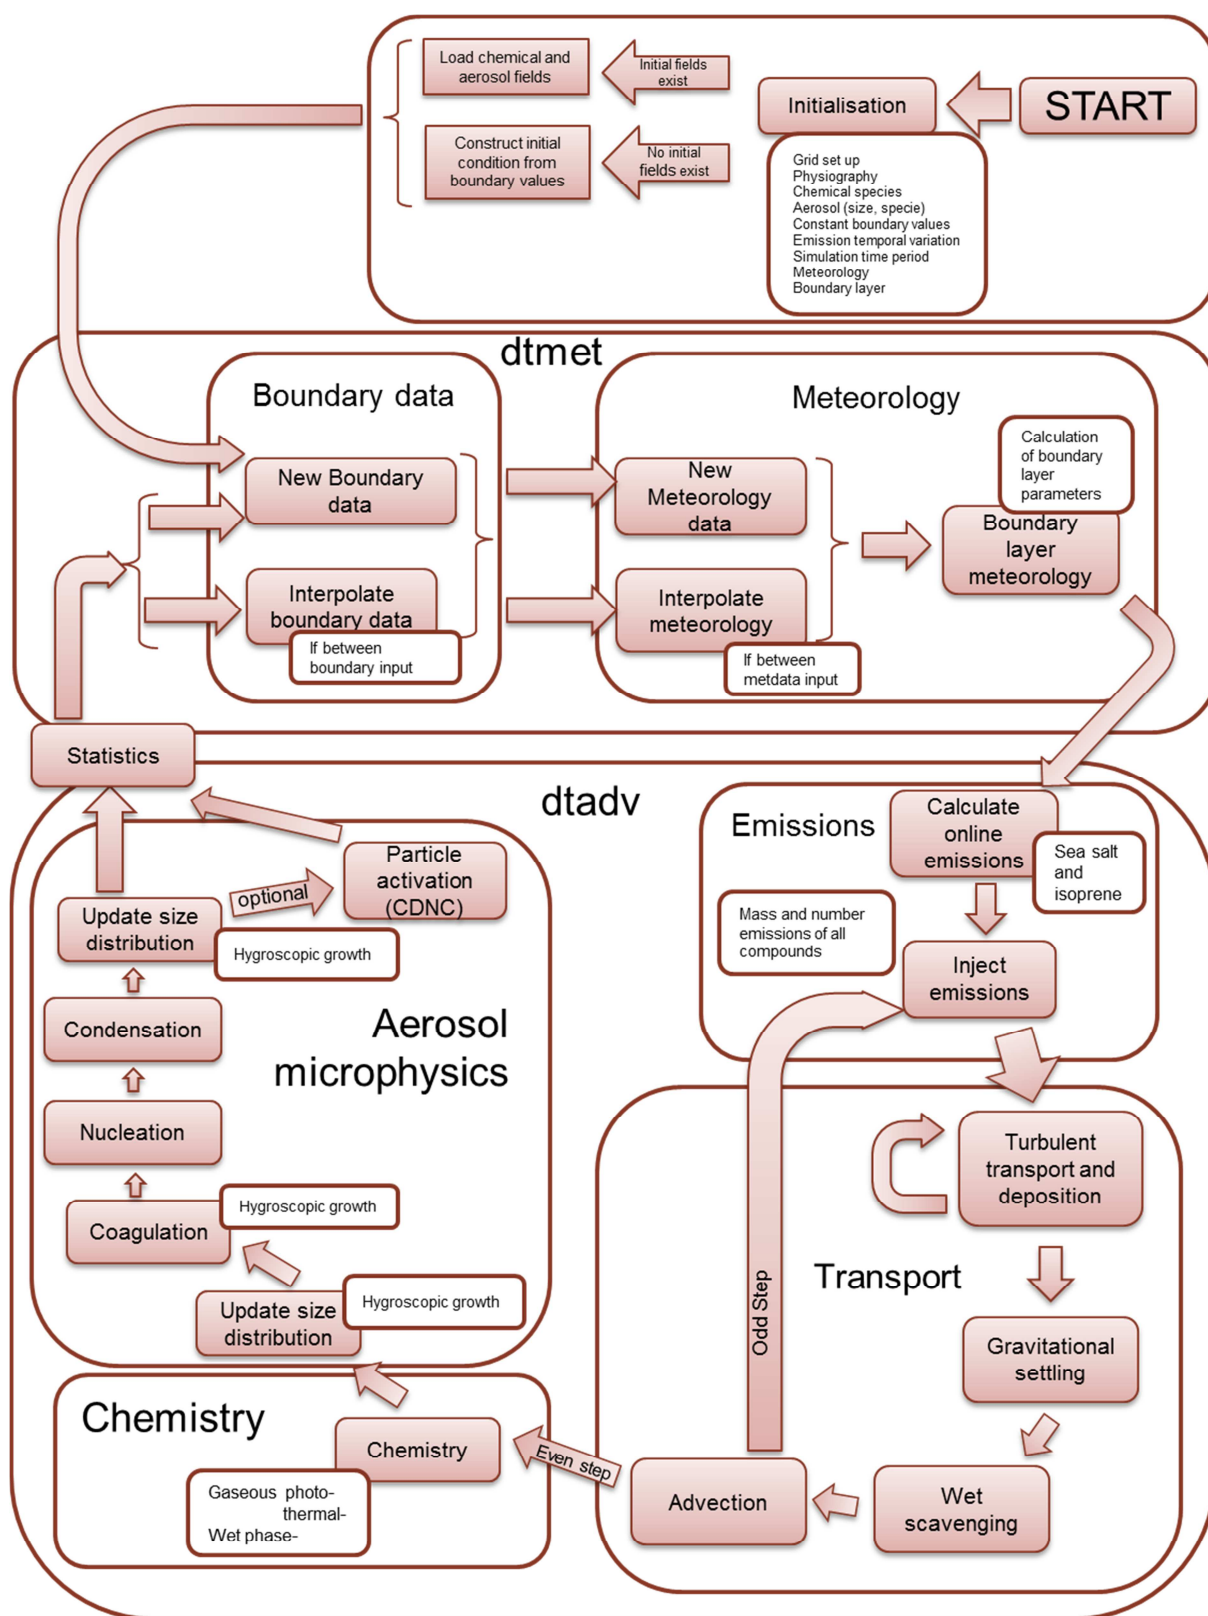 START
Initialisation
Initial fields
exist
Load chemical and
aerosol fields
No initial
fields exist
Construct initial
condition from
boundary values
Grid set up
Physiography
Chemical species
Aerosol (size, specie)
Constant boundary values
Emission temporal variation
Simulation time period
Meteorology
Boundary layer
dtmet
Boundary data
New Boundary
data
Interpolate
boundary data
If between
boundary input
Meteorology
New
Meteorology
data
Interpolate
meteorology
If between
metdata input
Calculation
of boundary
layer
parameters
Boundary
layer
meteorology
Statistics
dtadv
Emissions
Calculate
online
emissions
Sea salt
and
isoprene
Mass and number
emissions of all
compounds
Inject
emissions
Turbulent
transport and
deposition
Transport
Gravitational
settling
Wet
scavenging
Advection
Odd Step
Even step
Chemistry
Chemistry
Gaseous photo-
thermal-
Wet phase-
Update size
distribution
Hygroscopic growth
Coagulation
Hygroscopic growth
Nucleation
Condensation
Aerosol
microphysics
Update size
distribution
Hygroscopic growth
optional
Particle
activation
(CDNC)